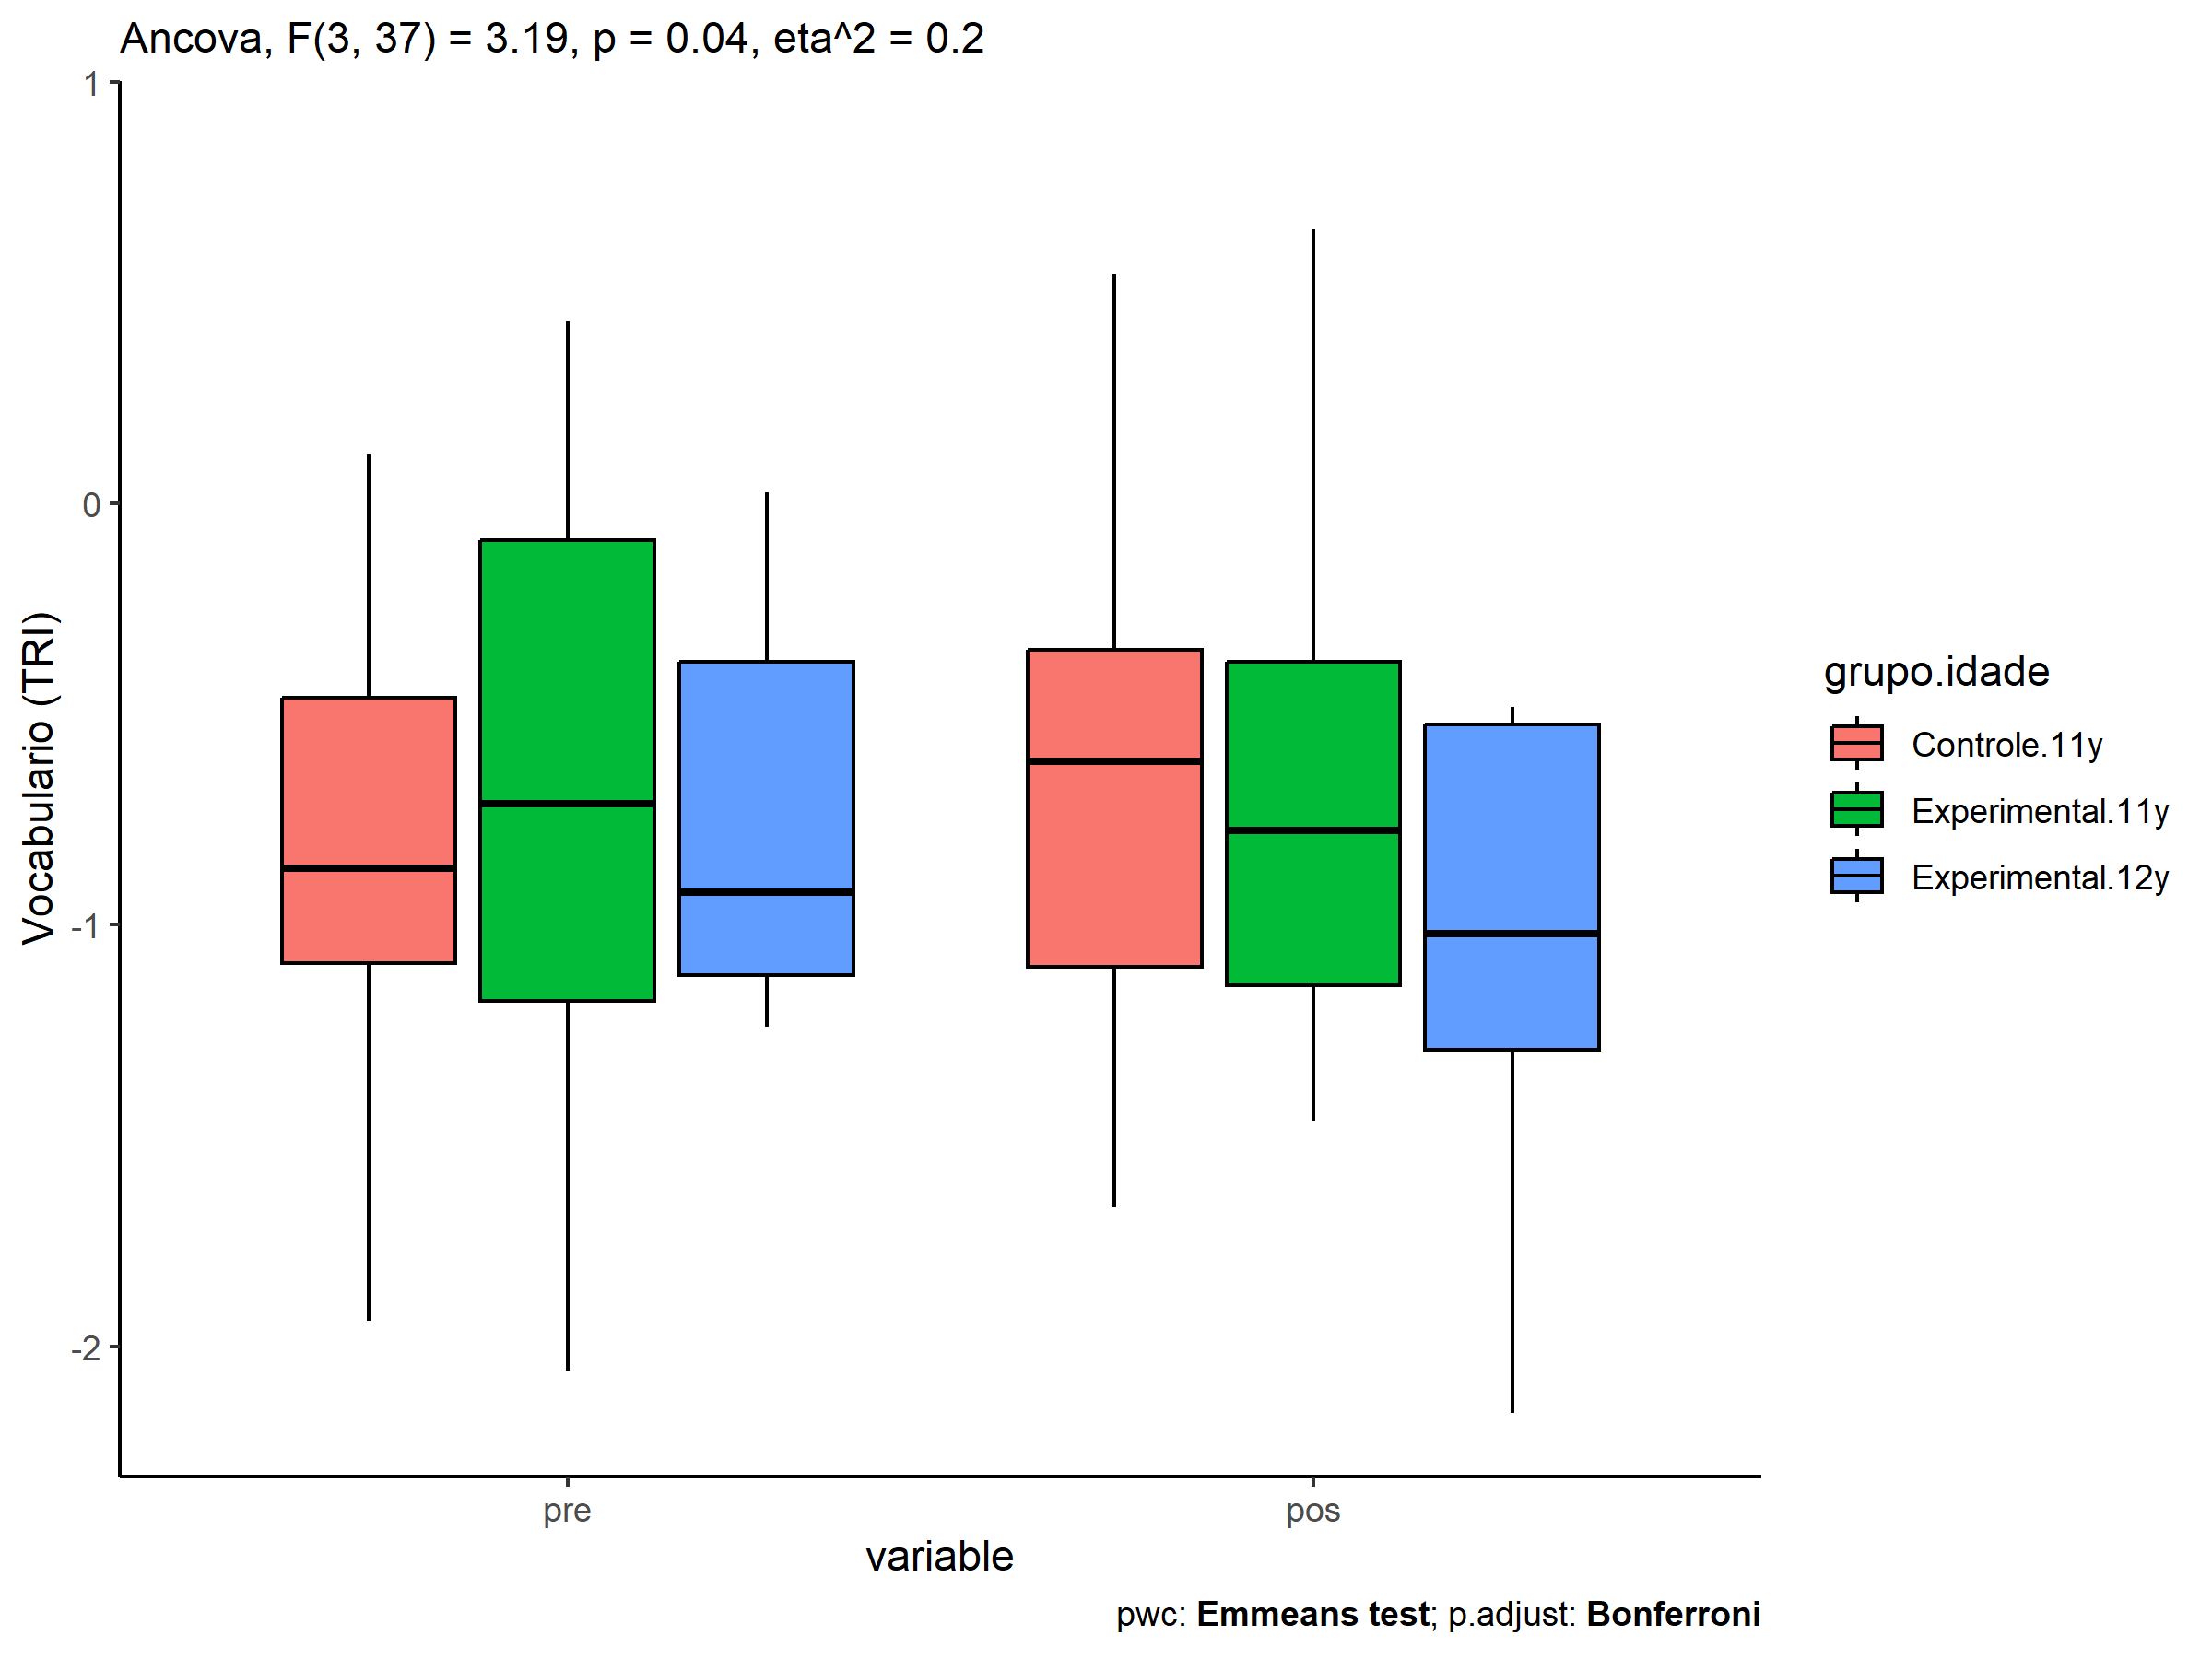 Ancova, F(3, 37) = 3.19, p = 0.04, eta^2 = 0.2
1
0
-1
-2
Vocabulario (TRI)
pre
pos
variable
grupo.idade
Controle.11y
Experimental.11y
Experimental.12y
pwc: Emmeans test; p.adjust: Bonferroni